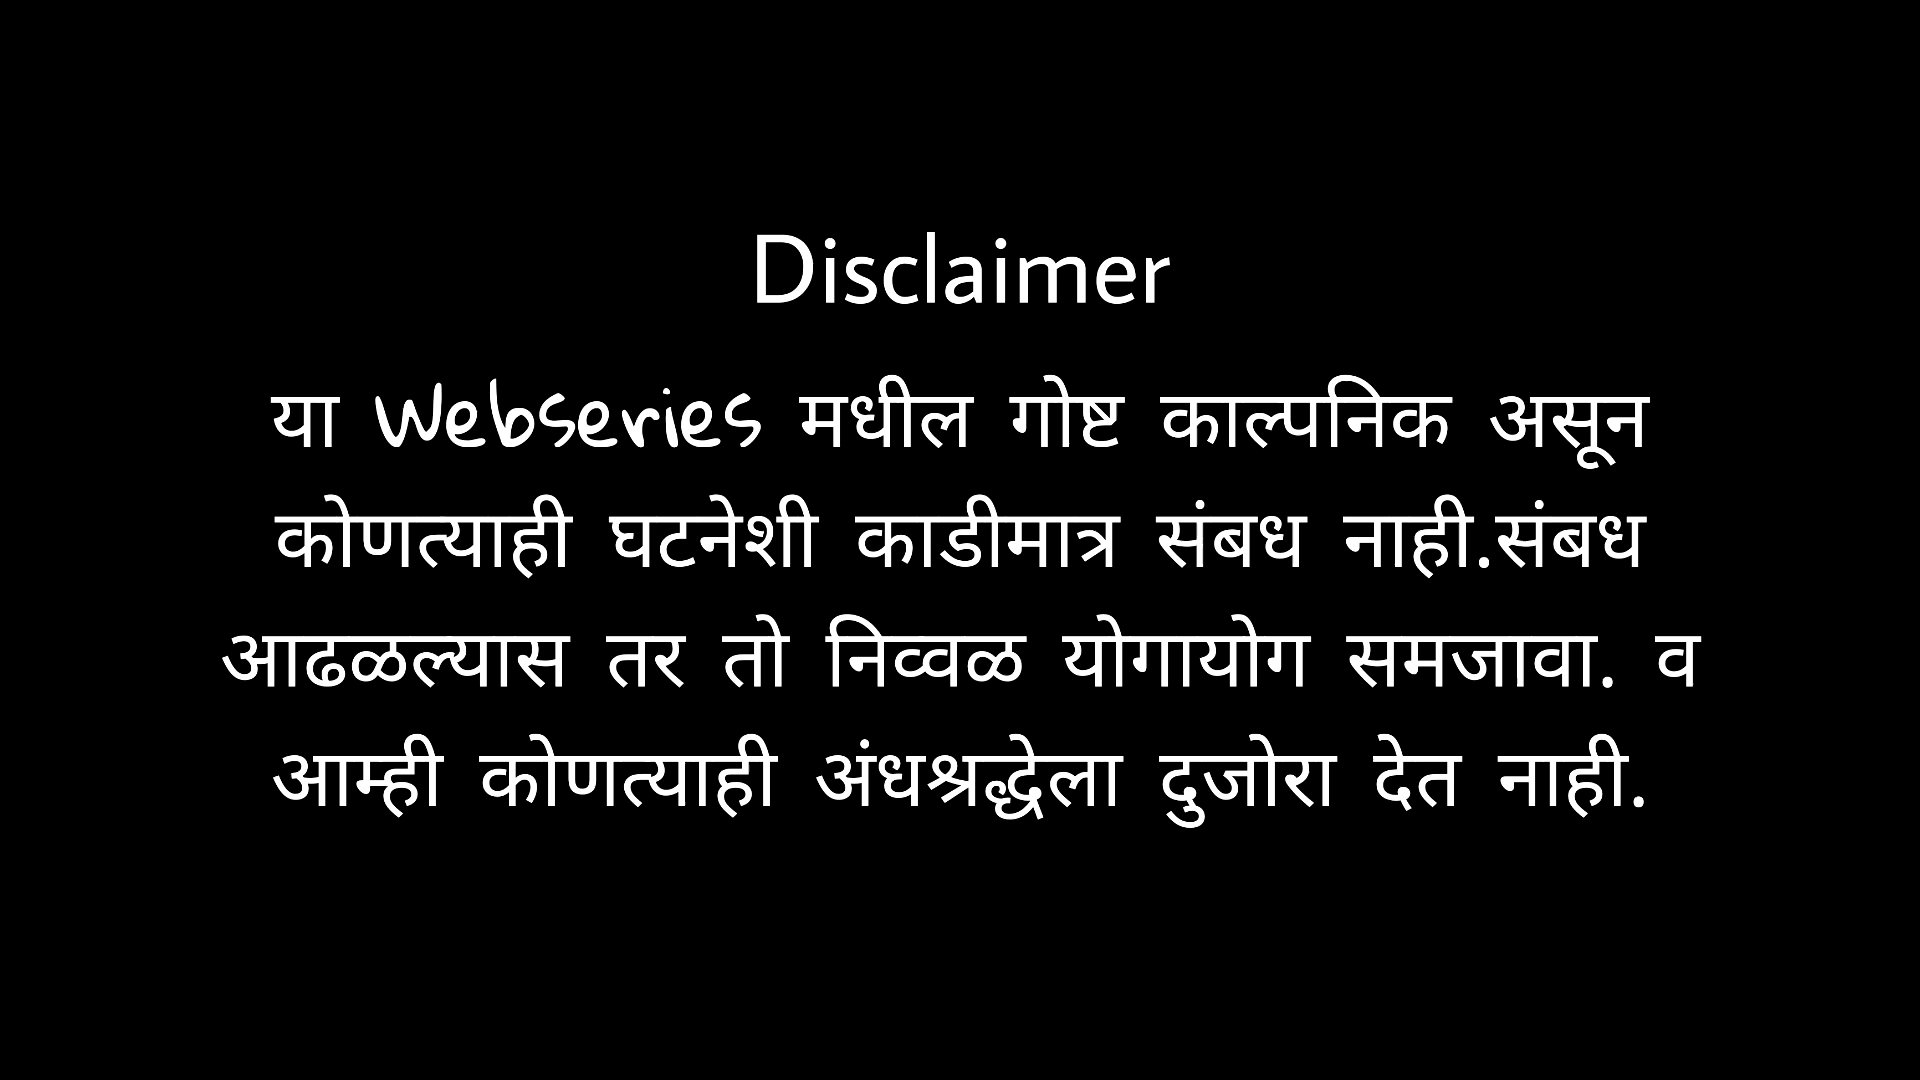 Disclaimer
या Webseries मधील गोष्ट काल्पनिक असून
कोणत्याही घटनेशी काडीमात्र संबध नाही.संबध
आढळल्यास तर तो निव्वळ योगायोग समजावा. व
आम्ही कोणत्याही अंधश्रद्धेला दुजोरा देत नाही.